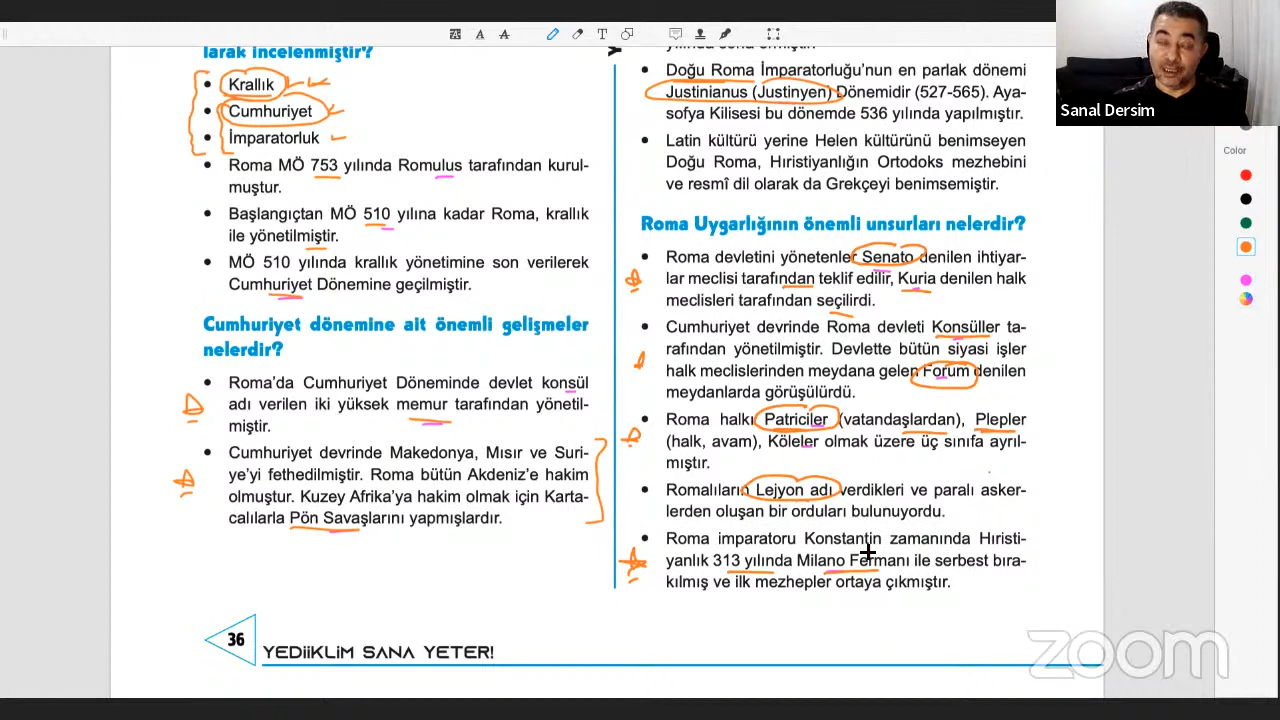 larak incelenmiştir?
• Krallık
• Cumhuriyet
• İmparatorluk
• Roma MÖ 753 yılında Romulus tarafından kurul-
muştur.
• Başlangıçtan MÖ 510 yılına kadar Roma, krallık
ile yönetilmiştir.
• MÖ 510 yılında krallık yönetimine son verilerek
Cumhuriyet Dönemine geçilmiştir.
Cumhuriyet dönemine ait önemli gelişmeler
nelerdir?
• Roma’da Cumhuriyet Döneminde devlet konsül
adı verilen iki yüksek memur tarafından yönetil-
miştir.
• Cumhuriyet devrinde Makedonya, Mısır ve Suri-
ye’yi fethedilmiştir. Roma bütün Akdeniz’e hakim
olmuştur. Kuzey Afrika’ya hakim olmak için Karta-
calılarla Pön Savaşlarını yapmışlardır.
36
YEDiiKLiM SANA YETER!
• Doğu Roma İmparatorluğu’nun en parlak dönemi
Justinianus (Justinyen) Dönemidir (527-565). Aya-
sofya Kilisesi bu dönemde 536 yılında yapılmıştır.
• Latin kültürü yerine Helen kültürünü benimseyen
Doğu Roma, Hıristiyanlığın Ortodoks mezhebini
ve resmî dil olarak da Grekçeyi benimsemiştir.
Roma Uygarlığının önemli unsurları nelerdir?
• Roma devletini yönetenler Senato denilen ihtiyar-
lar meclisi tarafından teklif edilir, Kuria denilen halk
meclisleri tarafından seçilirdi.
• Cumhuriyet devrinde Roma devleti Konsüller ta-
rafından yönetilmiştir. Devlette bütün siyasi işler
halk meclislerinden meydana gelen Forum denilen
meydanlarda görüşülürdü.
• Roma halkı Patriciler (vatandaşlardan), Plepler
(halk, avam), Köleler olmak üzere üç sınıfa ayrıl-
mıştır.
• Romalıların Lejyon adı verdikleri ve paralı asker-
lerden oluşan bir orduları bulunuyordu.
• Roma imparatoru Konstantin zamanında Hıristi-
yanlık 313 yılında Milano Fermanı ile serbest bıra-
kılmış ve ilk mezhepler ortaya çıkmıştır.
Sanal Dersim
Color
zoom